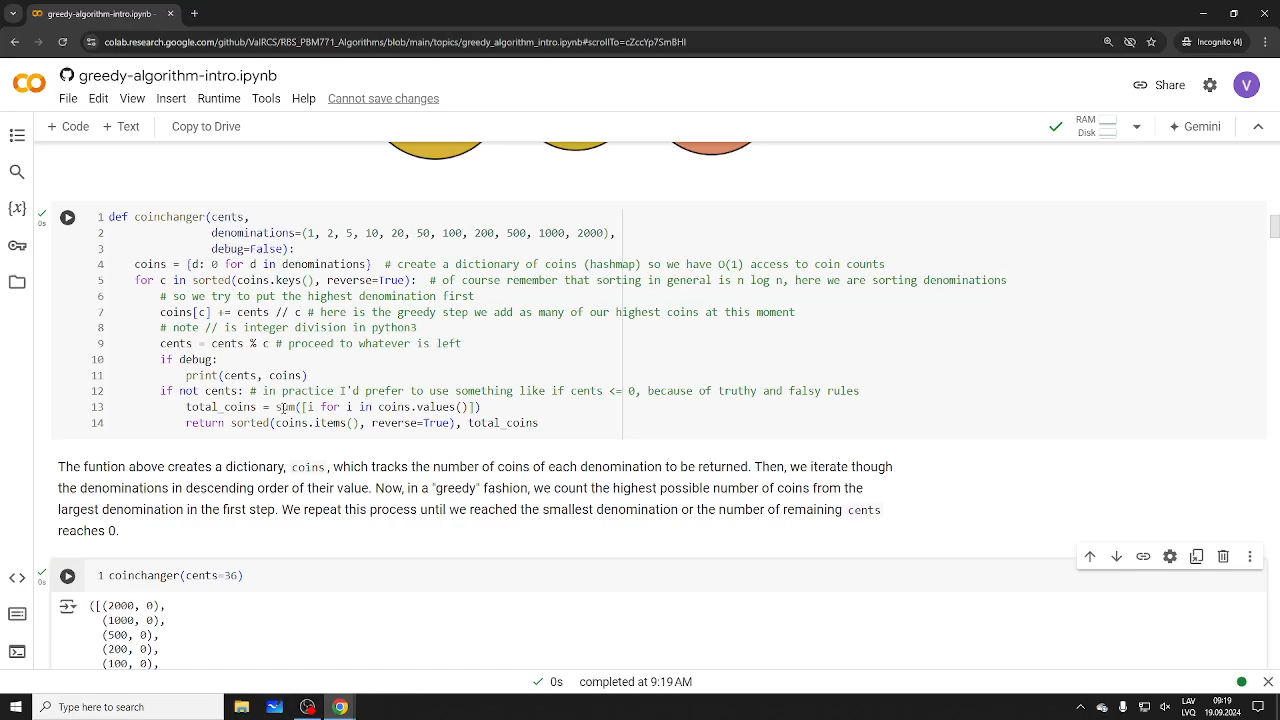 greedy-algorithm-intro.ipynb
colab.research.google.com/github/ValRCS/RBS_PBM771_Algorithms/blob/main/topics/greedy_algorithm_intro.ipynb#scrollTo=cZccYp7SmBHI
Incognito (4)
greedy-algorithm-intro.ipynb
File Edit View Insert Runtime Tools Help Cannot save changes
Share
V
+ Code + Text Copy to Drive
RAM
Disk
Gemini
0s
1 def coinchanger(cents,
2 denominations=(1, 2, 5, 10, 20, 50, 100, 200, 500, 1000, 2000),
3 debug=False):
4 coins = {d: 0 for d in denominations} # create a dictionary of coins (hashmap) so we have O(1) access to coin counts
5 for c in sorted(coins.keys(), reverse=True): # of course remember that sorting in general is n log n, here we are sorting denominations
6 # so we try to put the highest denomination first
7 coins[c] += cents // c # here is the greedy step we add as many of our highest coins at this moment
8 # note // is integer division in python3
9 cents = cents % c # proceed to whatever is left
10 if debug:
11 print(cents, coins)
12 if not cents: # in practice I'd prefer to use something like if cents <= 0, because of truthy and falsy rules
13 total_coins = sum([i for i in coins.values()])
14 return sorted(coins.items(), reverse=True), total_coins
The funtion above creates a dictionary, coins, which tracks the number of coins of each denomination to be returned. Then, we iterate though
the denominations in descending order of their value. Now, in a "greedy" fashion, we count the highest possible number of coins from the
largest denomination in the first step. We repeat this process until we reached the smallest denomination or the number of remaining cents
reaches 0.
0s
1 coinchanger(cents=36)
([(2000, 0),
(1000, 0),
(500, 0),
(200, 0),
(100, 0),
0s completed at 9:19 AM
Type here to search
LAV
LVQ
09:19
19.09.2024